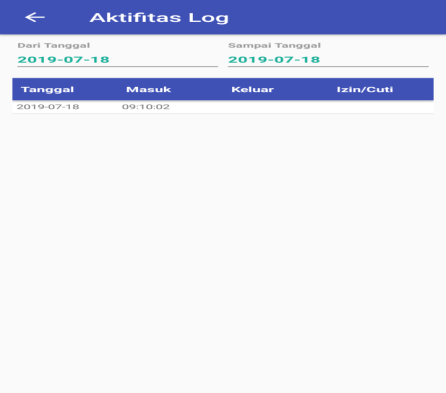 Aktifitas Log
Dari Tanggal Sampai Tanggal
2019-07-18 2019-07-18
Tanggal Masuk Keluar Izin/Cuti
2019-07-18 09:10:02